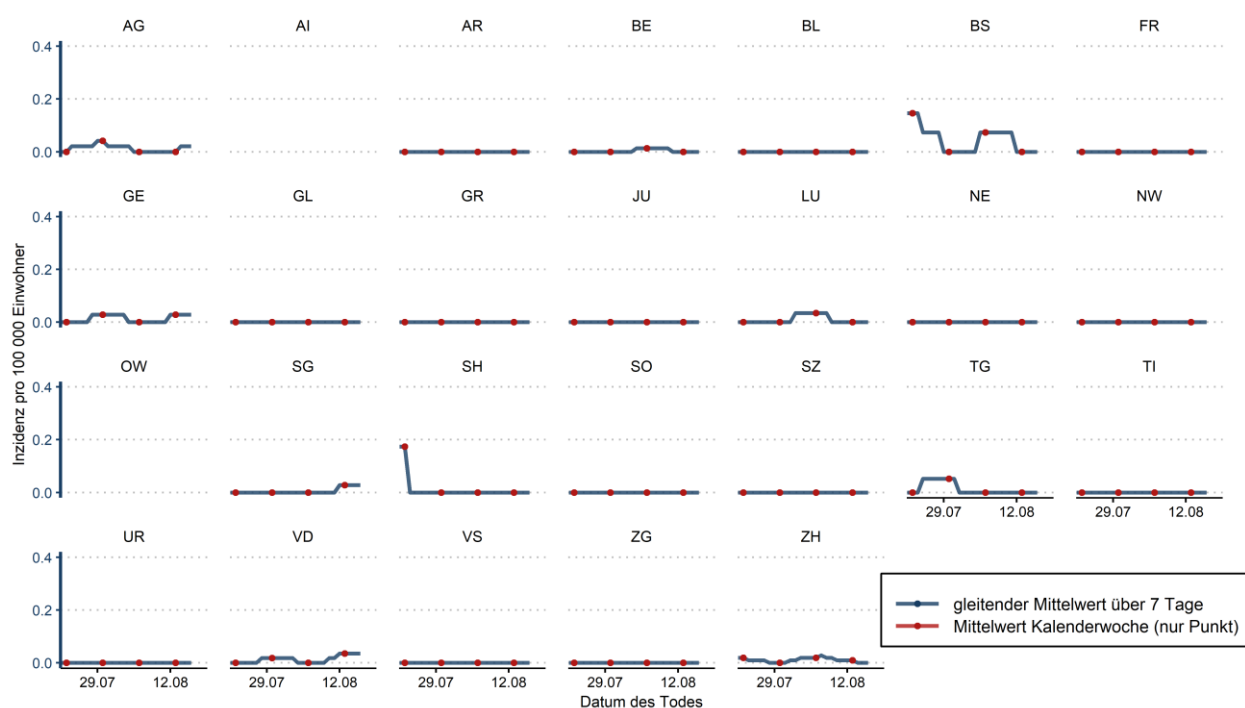 AG AI AR BE BL BS FR
0.4
0.2
0.0
GE GL GR JU LU NE NW
0.4
0.2
0.0
OW SG SH SO SZ TG TI
0.4
0.2
0.0
29.07 12.08 29.07 12.08
UR VD VS ZG ZH
0.4
0.2
0.0
29.07 12.08 29.07 12.08 29.07 12.08 29.07 12.08 29.07 12.08
Inzidenz pro 100 000 Einwohner
Datum des Todes
gleitender Mittelwert über 7 Tage
Mittelwert Kalenderwoche (nur Punkt)